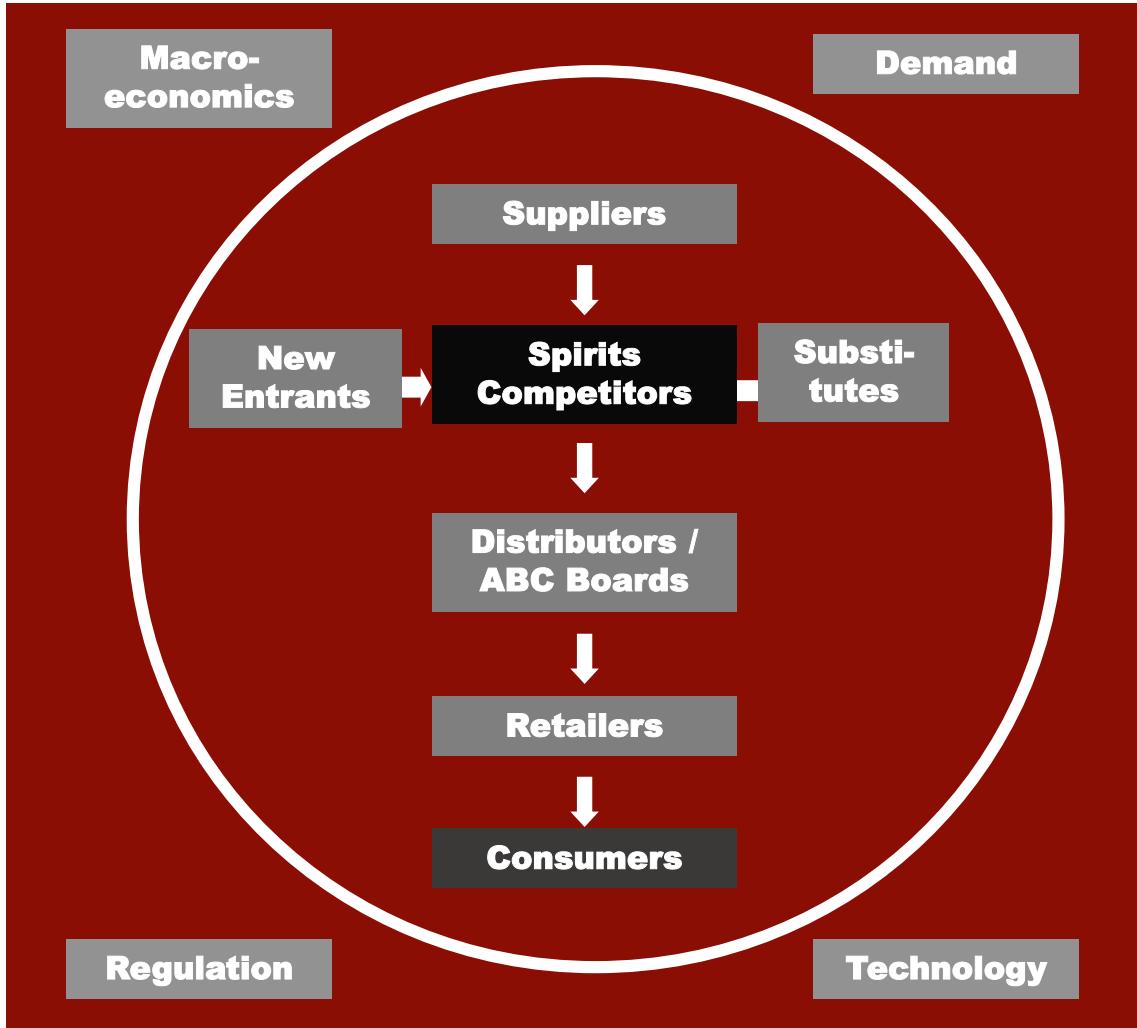 Macro-
economics
Demand
Suppliers
New
Entrants
Spirits
Competitors
Substi-
tutes
Distributors /
ABC Boards
Retailers
Consumers
Regulation
Technology